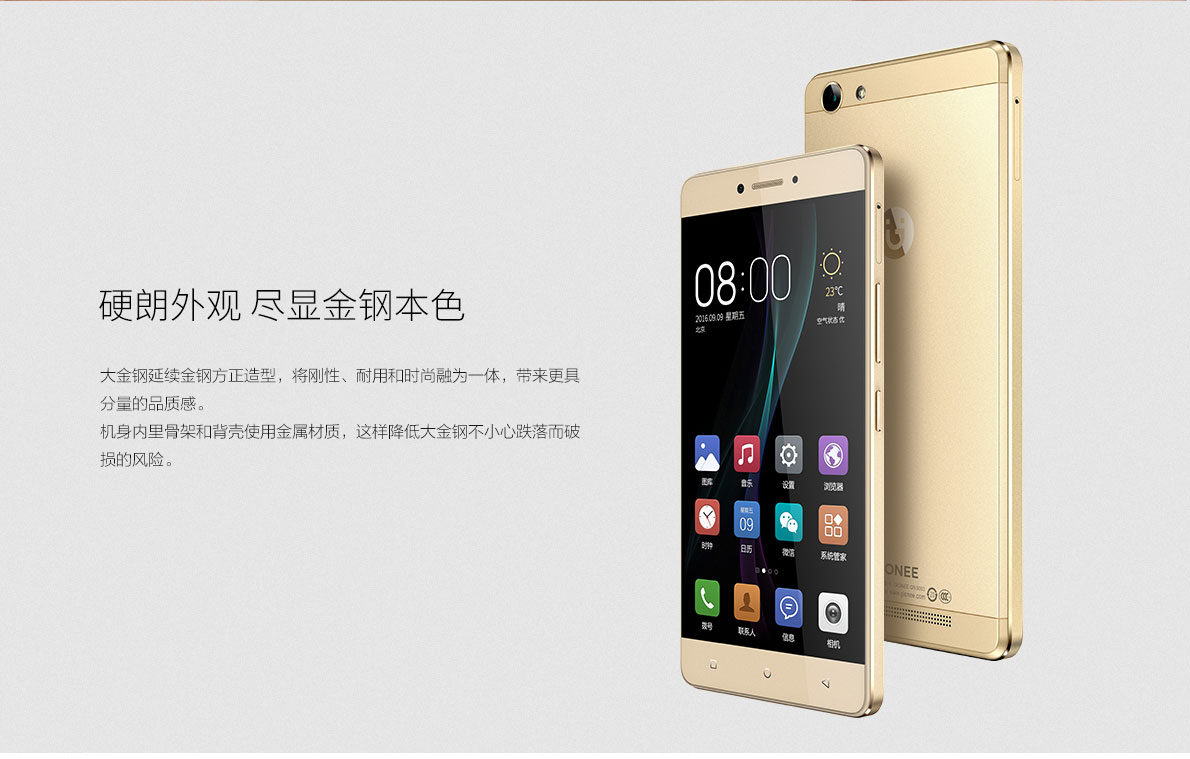 硬朗外观 尽显金钢本色
大金钢延续金钢方正造型，将刚性、耐用和时尚融为一体，带来更具
分量的品质感。
机身内里骨架和背壳使用金属材质，这样降低大金钢不小心跌落而破
损的风险。
08:00
23℃
晴
空气状态 优
2016.09.09 星期五
北京
图库
音乐
设置
浏览器
星期五
09
时钟
日历
微信
系统管家
拨号
联系人
信息
相机
ONEE